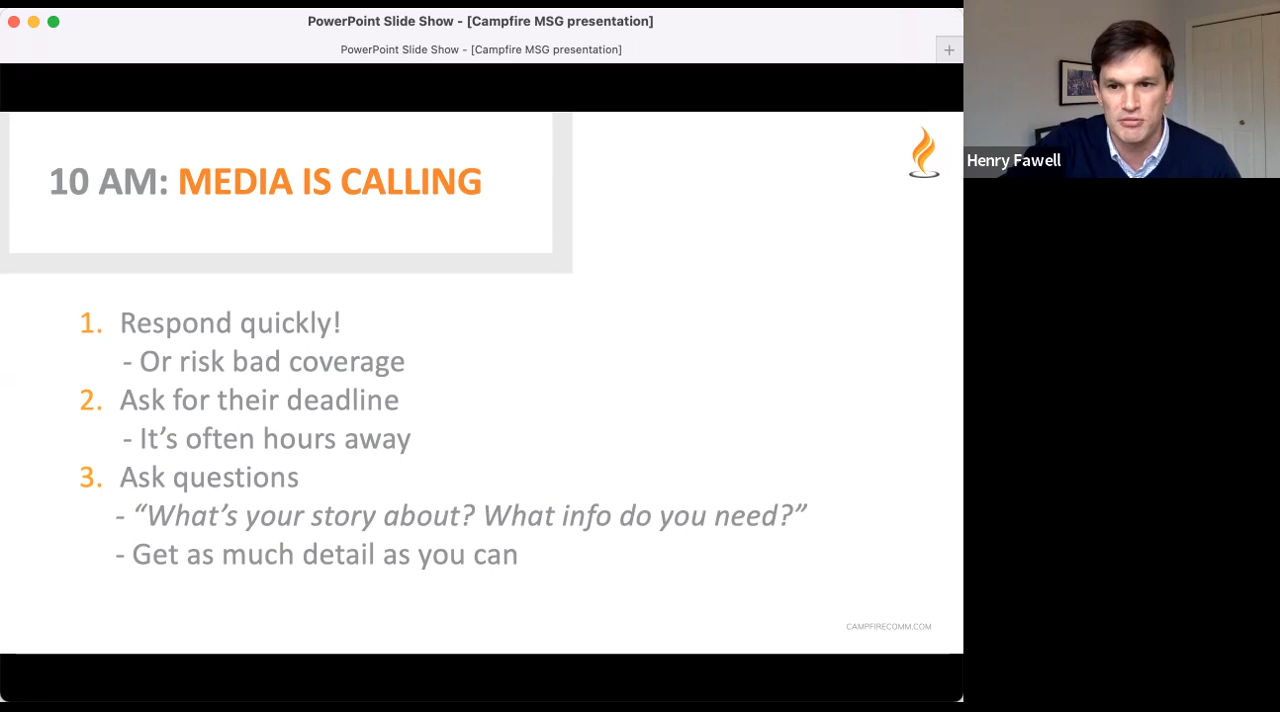 PowerPoint Slide Show - [Campfire MSG presentation]
PowerPoint Slide Show - [Campfire MSG presentation]
10 AM: MEDIA IS CALLING
Henry Fawell
1. Respond quickly!
- Or risk bad coverage
2. Ask for their deadline
- It’s often hours away
3. Ask questions
- “What’s your story about? What info do you need?”
- Get as much detail as you can
CAMPFIRECOMM.COM